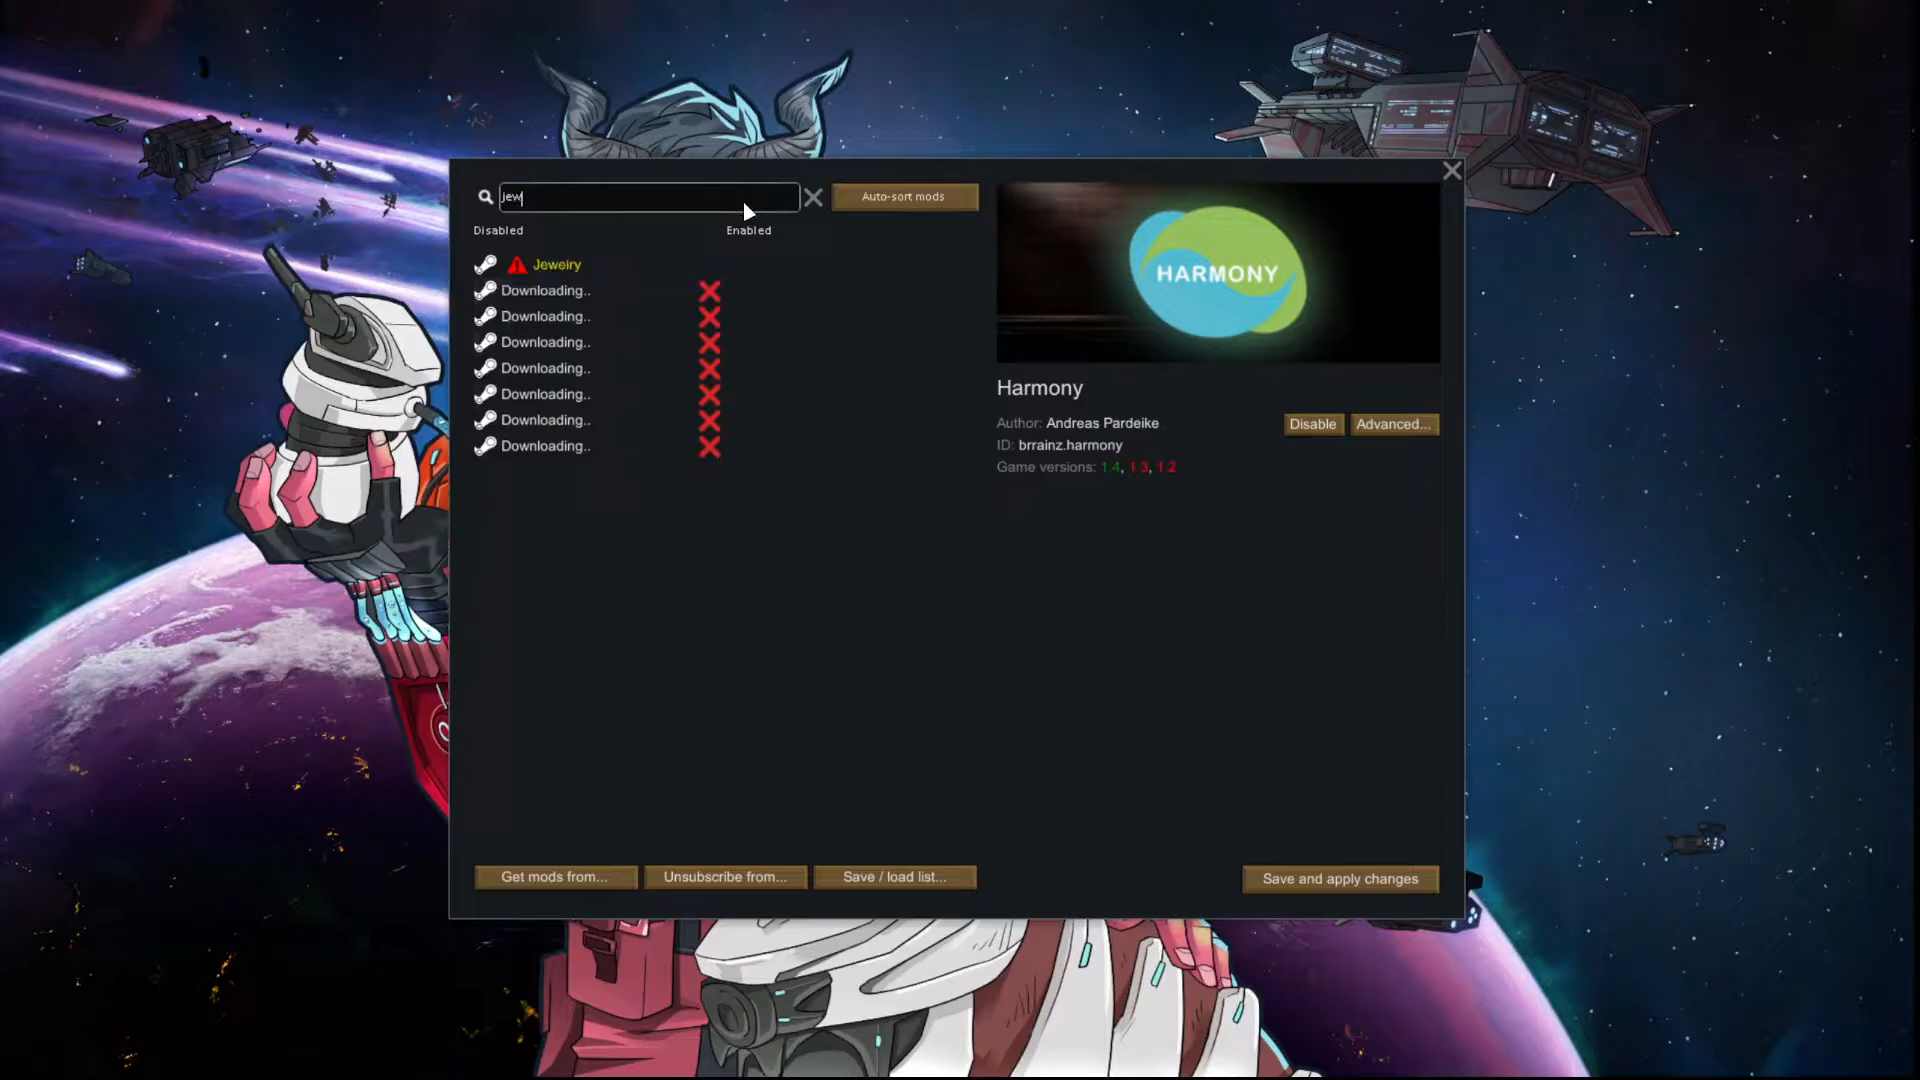 jew
Auto-sort mods
Disabled
Enabled
Jewelry
Downloading..
Downloading..
Downloading..
Downloading..
Downloading..
Downloading..
Downloading..
HARMONY
Harmony
Author: Andreas Pardeike
ID: brrainz.harmony
Game versions: 1.4, 1.3, 1.2
Disable
Advanced...
Get mods from...
Unsubscribe from...
Save / load list...
Save and apply changes